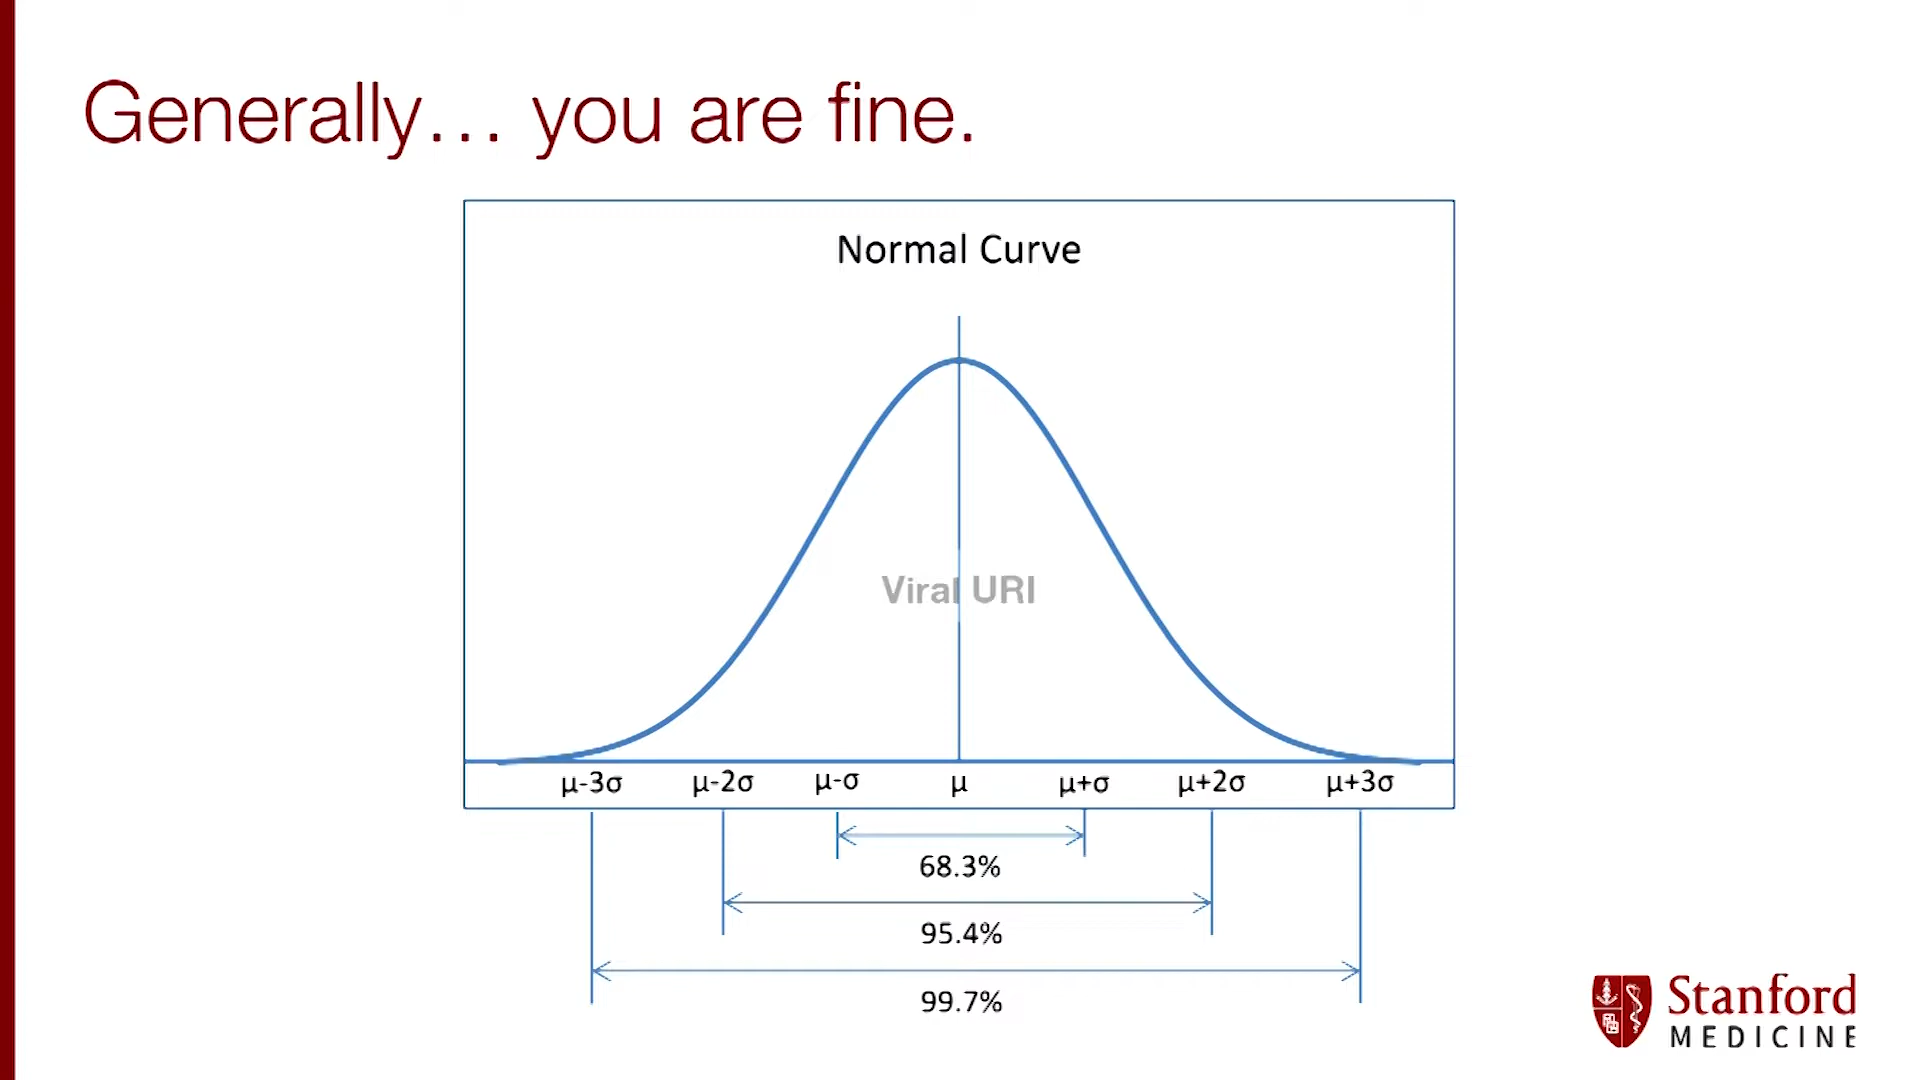 Generally… you are fine.
Normal Curve
Viral URI
μ-3σ μ-2σ μ-σ μ μ+σ μ+2σ μ+3σ
68.3%
95.4%
99.7%
Stanford
MEDICINE